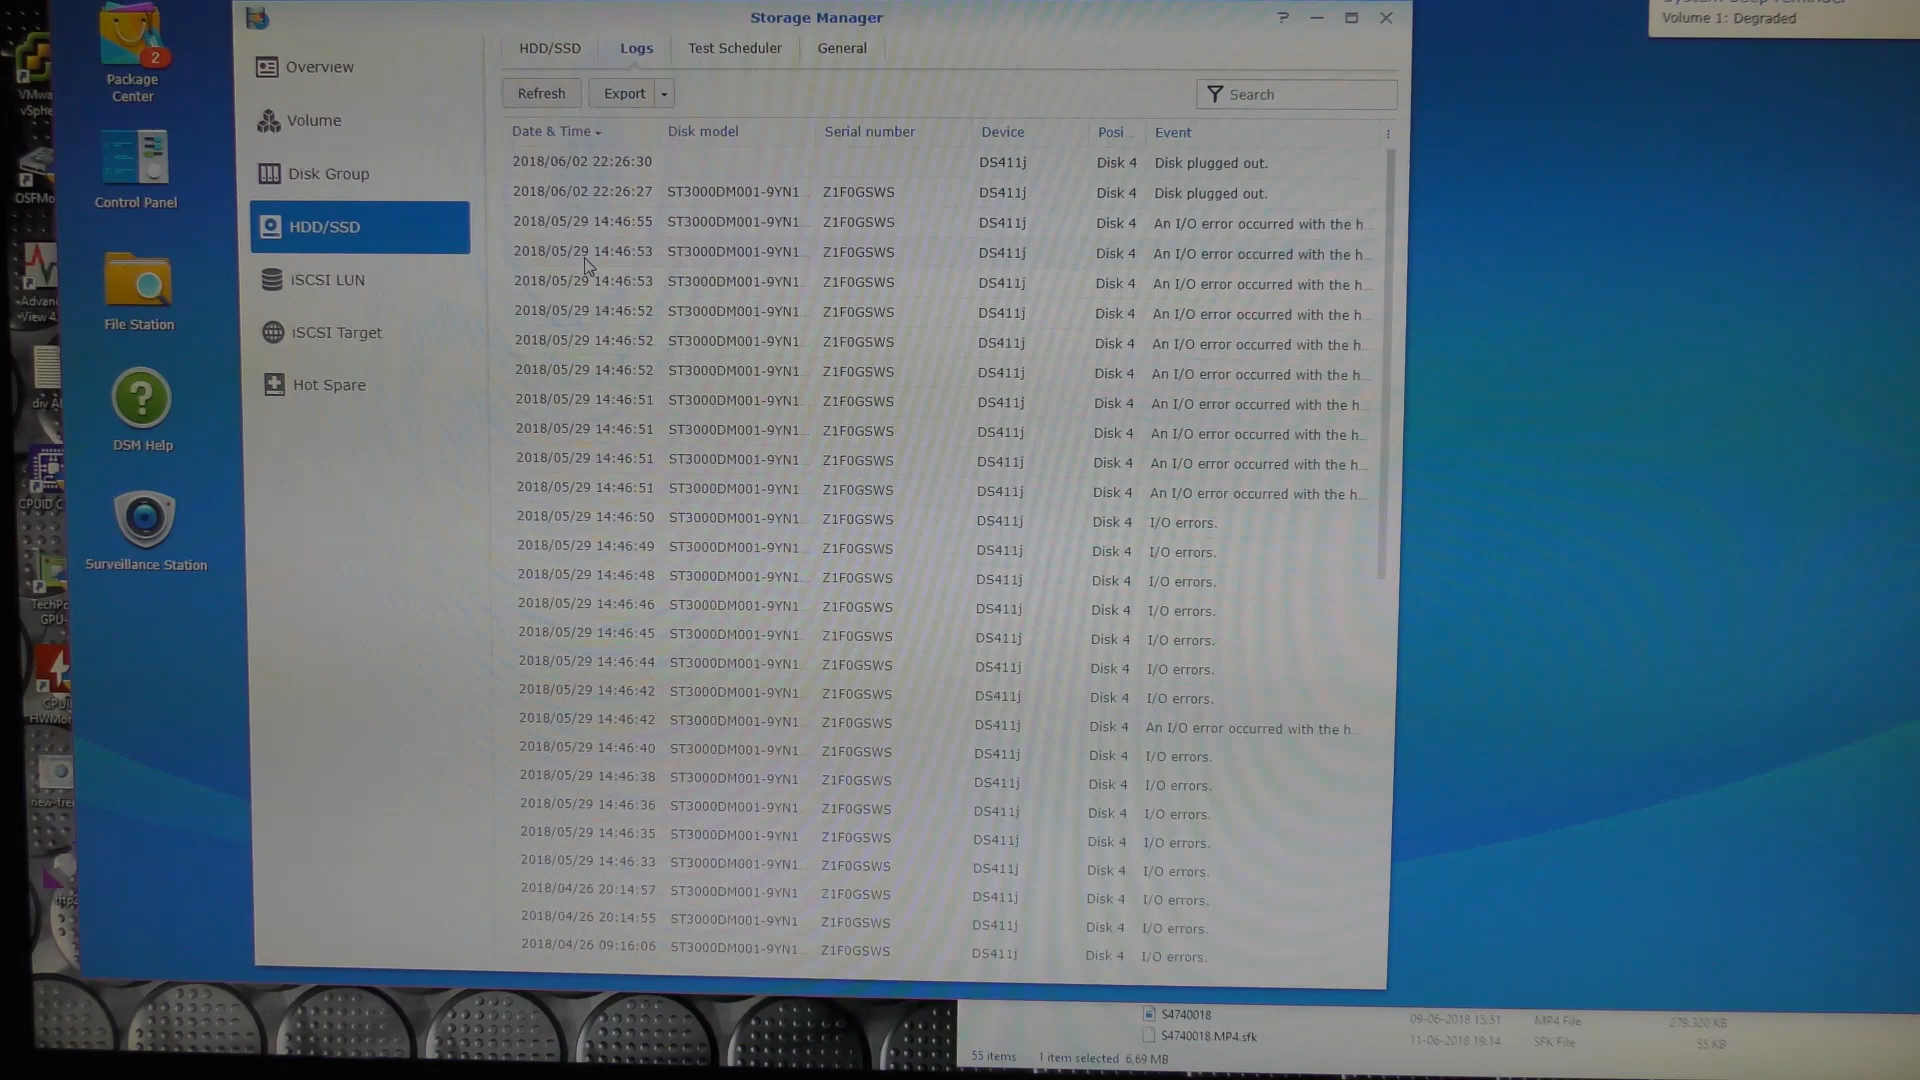 Storage Manager
Volume 1: Degraded
2
Package
Center
Control Panel
File Station
DSM Help
Surveillance Station
Overview
Volume
Disk Group
HDD/SSD
iSCSI LUN
iSCSI Target
Hot Spare
HDD/SSD Logs Test Scheduler General
Refresh Export Search
Date & Time Disk model Serial number Device Posi Event
2018/06/02 22:26:30 DS411j Disk 4 Disk plugged out.
2018/06/02 22:26:27 ST3000DM001-9YN1... Z1F0GSWS DS411j Disk 4 Disk plugged out.
2018/05/29 14:46:55 ST3000DM001-9YN1... Z1F0GSWS DS411j Disk 4 An I/O error occurred with the h...
2018/05/29 14:46:53 ST3000DM001-9YN1... Z1F0GSWS DS411j Disk 4 An I/O error occurred with the h...
2018/05/29 14:46:53 ST3000DM001-9YN1... Z1F0GSWS DS411j Disk 4 An I/O error occurred with the h...
2018/05/29 14:46:52 ST3000DM001-9YN1... Z1F0GSWS DS411j Disk 4 An I/O error occurred with the h...
2018/05/29 14:46:52 ST3000DM001-9YN1... Z1F0GSWS DS411j Disk 4 An I/O error occurred with the h...
2018/05/29 14:46:52 ST3000DM001-9YN1... Z1F0GSWS DS411j Disk 4 An I/O error occurred with the h...
2018/05/29 14:46:51 ST3000DM001-9YN1... Z1F0GSWS DS411j Disk 4 An I/O error occurred with the h...
2018/05/29 14:46:51 ST3000DM001-9YN1... Z1F0GSWS DS411j Disk 4 An I/O error occurred with the h...
2018/05/29 14:46:51 ST3000DM001-9YN1... Z1F0GSWS DS411j Disk 4 An I/O error occurred with the h...
2018/05/29 14:46:51 ST3000DM001-9YN1... Z1F0GSWS DS411j Disk 4 An I/O error occurred with the h...
2018/05/29 14:46:50 ST3000DM001-9YN1... Z1F0GSWS DS411j Disk 4 I/O errors.
2018/05/29 14:46:49 ST3000DM001-9YN1... Z1F0GSWS DS411j Disk 4 I/O errors.
2018/05/29 14:46:48 ST3000DM001-9YN1... Z1F0GSWS DS411j Disk 4 I/O errors.
2018/05/29 14:46:46 ST3000DM001-9YN1... Z1F0GSWS DS411j Disk 4 I/O errors.
2018/05/29 14:46:45 ST3000DM001-9YN1... Z1F0GSWS DS411j Disk 4 I/O errors.
2018/05/29 14:46:44 ST3000DM001-9YN1... Z1F0GSWS DS411j Disk 4 I/O errors.
2018/05/29 14:46:42 ST3000DM001-9YN1... Z1F0GSWS DS411j Disk 4 I/O errors.
2018/05/29 14:46:42 ST3000DM001-9YN1... Z1F0GSWS DS411j Disk 4 An I/O error occurred with the h...
2018/05/29 14:46:40 ST3000DM001-9YN1... Z1F0GSWS DS411j Disk 4 I/O errors.
2018/05/29 14:46:38 ST3000DM001-9YN1... Z1F0GSWS DS411j Disk 4 I/O errors.
2018/05/29 14:46:36 ST3000DM001-9YN1... Z1F0GSWS DS411j Disk 4 I/O errors.
2018/05/29 14:46:35 ST3000DM001-9YN1... Z1F0GSWS DS411j Disk 4 I/O errors.
2018/05/29 14:46:33 ST3000DM001-9YN1... Z1F0GSWS DS411j Disk 4 I/O errors.
2018/04/26 20:14:57 ST3000DM001-9YN1... Z1F0GSWS DS411j Disk 4 I/O errors.
2018/04/26 20:14:55 ST3000DM001-9YN1... Z1F0GSWS DS411j Disk 4 I/O errors.
2018/04/26 09:16:06 ST3000DM001-9YN1... Z1F0GSWS DS411j Disk 4 I/O errors.
S4740018 09-06-2018 15:51 MP4 File 279.320 KB
S4740018.MP4.sfk 11-06-2018 19:14 SFK File 55 KB
55 items 1 item selected 6,69 MB